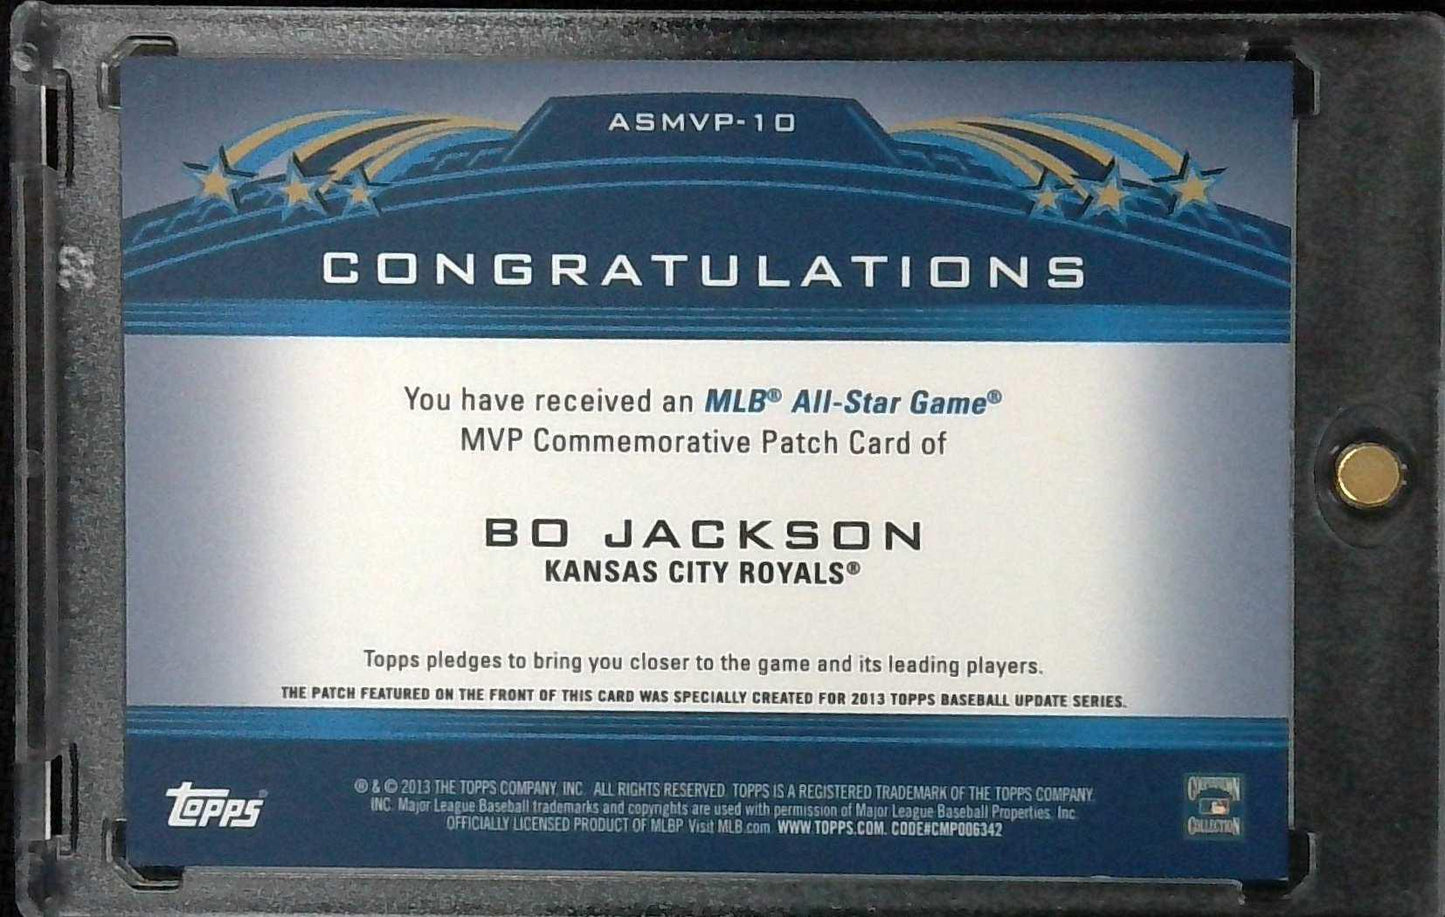 ASMVP-10
CONGRATULATIONS
You have received an MLB® All-Star Game®
MVP Commemorative Patch Card of
BO JACKSON
KANSAS CITY ROYALS®
Topps pledges to bring you closer to the game and its leading players.
THE PATCH FEATURED ON THE FRONT OF THIS CARD WAS SPECIALLY CREATED FOR 2013 TOPPS BASEBALL UPDATE SERIES.
topps®
® & © 2013 THE TOPPS COMPANY, INC. ALL RIGHTS RESERVED. TOPPS IS A REGISTERED TRADEMARK OF THE TOPPS COMPANY,
INC. Major League Baseball trademarks and copyrights are used with permission of Major League Baseball Properties, Inc.
OFFICIALLY LICENSED PRODUCT OF MLBP Visit MLB.com WWW.TOPPS.COM. CODE#CMP006342
COOPERSTOWN
COLLECTION